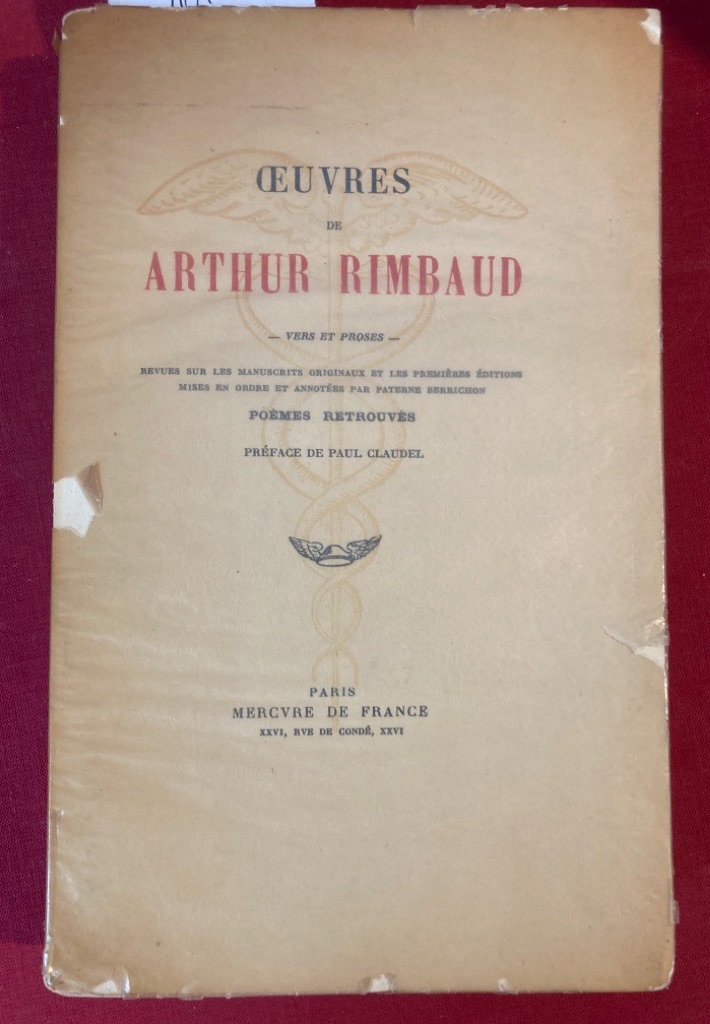 ŒUVRES
DE
ARTHUR RIMBAUD
— VERS ET PROSES —
REVUES SUR LES MANUSCRITS ORIGINAUX ET LES PREMIÈRES ÉDITIONS
MISES EN ORDRE ET ANNOTÉES PAR PATERNE BERRICHON
POÈMES RETROUVÉS
PRÉFACE DE PAUL CLAUDEL
PARIS
MERCVRE DE FRANCE
XXVI, RVE DE CONDÉ, XXVI